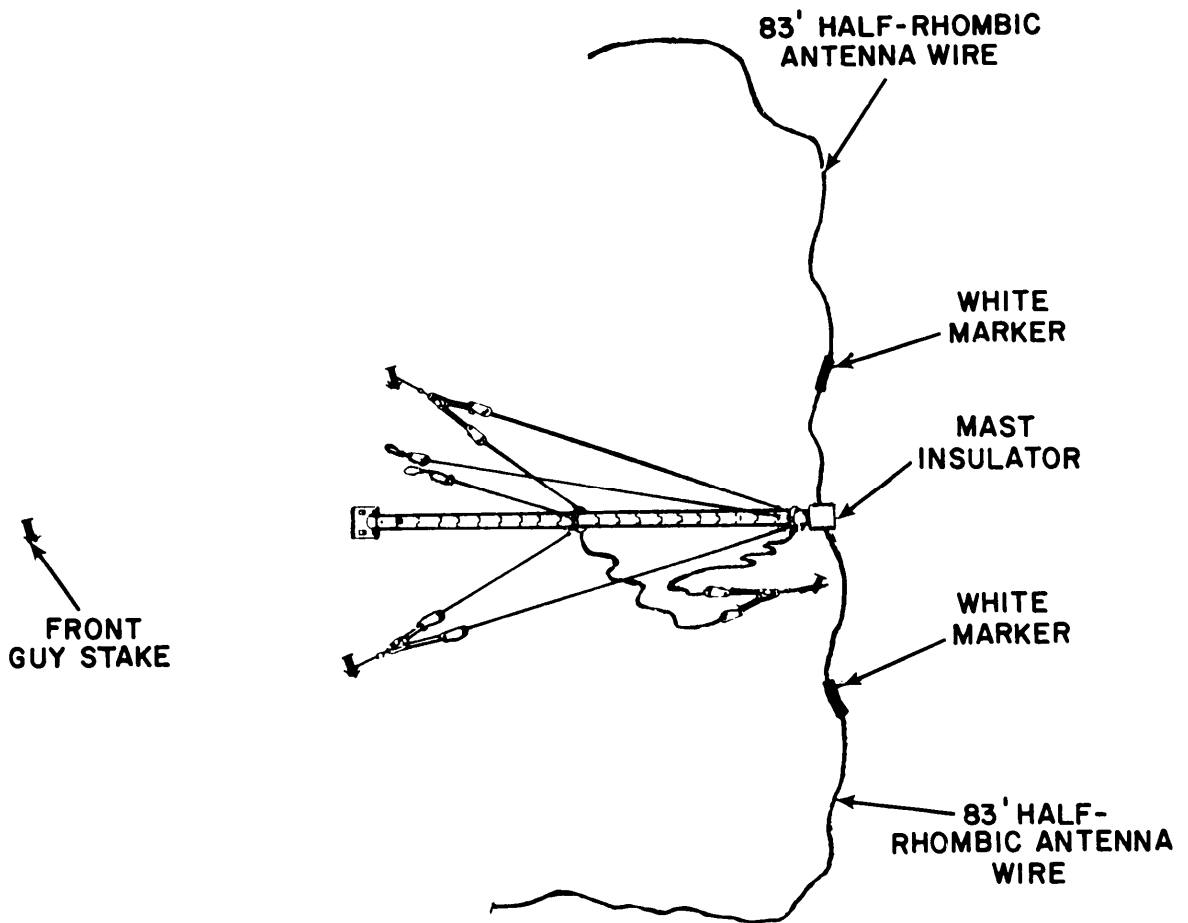 83' HALF-RHOMBIC
ANTENNA WIRE
WHITE
MARKER
MAST
INSULATOR
FRONT
GUY STAKE
WHITE
MARKER
83' HALF-
RHOMBIC ANTENNA
WIRE